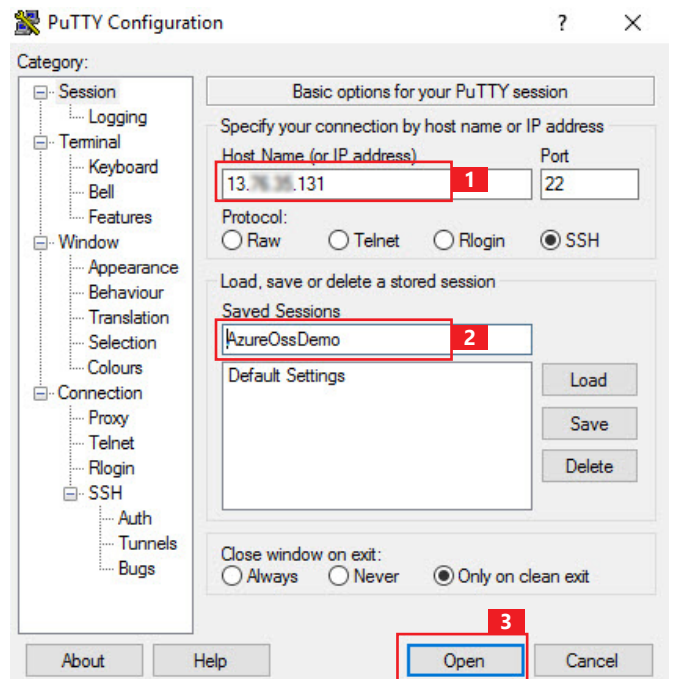 PuTTY Configuration ? ×
Category:
Session
Logging
Terminal
Keyboard
Bell
Features
Window
Appearance
Behaviour
Translation
Selection
Colours
Connection
Proxy
Telnet
Rlogin
SSH
Auth
Tunnels
Bugs
Basic options for your PuTTY session
Specify your connection by host name or IP address
Host Name (or IP address) Port
13. .131 1 22
Protocol:
Raw Telnet Rlogin SSH
Load, save or delete a stored session
Saved Sessions
AzureOssDemo 2
Default Settings
Load
Save
Delete
Close window on exit:
Always Never Only on clean exit
3
About Help Open Cancel